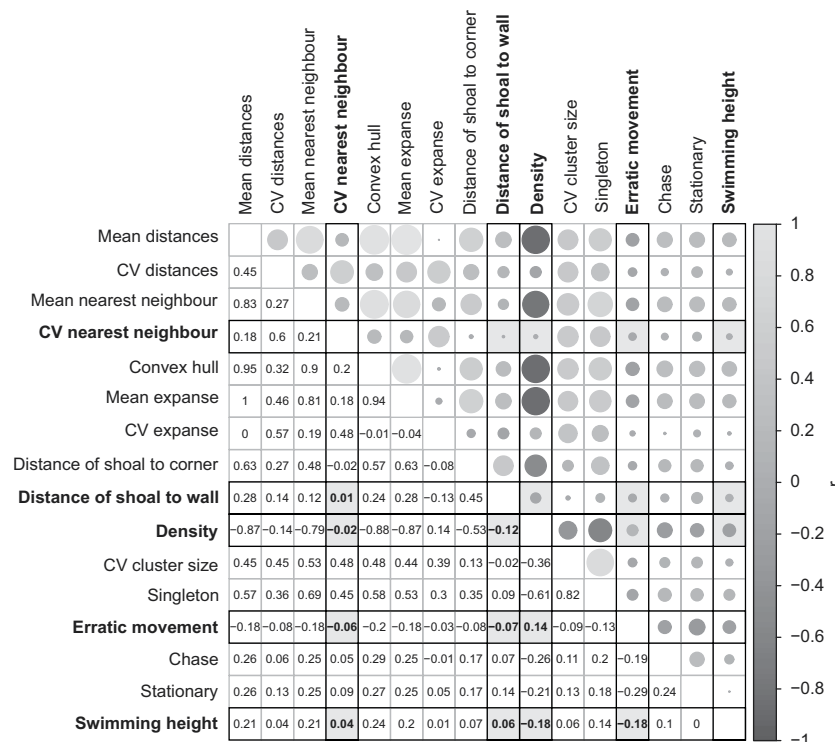 Mean distances
CV distances
Mean nearest neighbour
CV nearest neighbour
Convex hull
Mean expanse
CV expanse
Distance of shoal to corner
Distance of shoal to wall
Density
CV cluster size
Singleton
Erratic movement
Chase
Stationary
Swimming height
Mean distances
CV distances 0.45
Mean nearest neighbour 0.83 0.27
CV nearest neighbour 0.18 0.6 0.21
Convex hull 0.95 0.32 0.9 0.2
Mean expanse 1 0.46 0.81 0.18 0.94
CV expanse 0 0.57 0.19 0.48 −0.01 −0.04
Distance of shoal to corner 0.63 0.27 0.48 −0.02 0.57 0.63 −0.08
Distance of shoal to wall 0.28 0.14 0.12 0.01 0.24 0.28 −0.13 0.45
Density −0.87 −0.14 −0.79 −0.02 −0.88 −0.87 0.14 −0.53 −0.12
CV cluster size 0.45 0.45 0.53 0.48 0.48 0.44 0.39 0.13 −0.02 −0.36
Singleton 0.57 0.36 0.69 0.45 0.58 0.53 0.3 0.35 0.09 −0.61 0.82
Erratic movement −0.18 −0.08 −0.18 −0.06 −0.2 −0.18 −0.03 −0.08 −0.07 0.14 −0.09 −0.13
Chase 0.26 0.06 0.25 0.05 0.29 0.25 −0.01 0.17 0.07 −0.26 0.11 0.2 −0.19
Stationary 0.26 0.13 0.25 0.09 0.27 0.25 0.05 0.17 0.14 −0.21 0.13 0.18 −0.29 0.24
Swimming height 0.21 0.04 0.21 0.04 0.24 0.2 0.01 0.07 0.06 −0.18 0.06 0.14 −0.18 0.1 0
1
0.8
0.6
0.4
0.2
0
−0.2
−0.4
−0.6
−0.8
−1
r